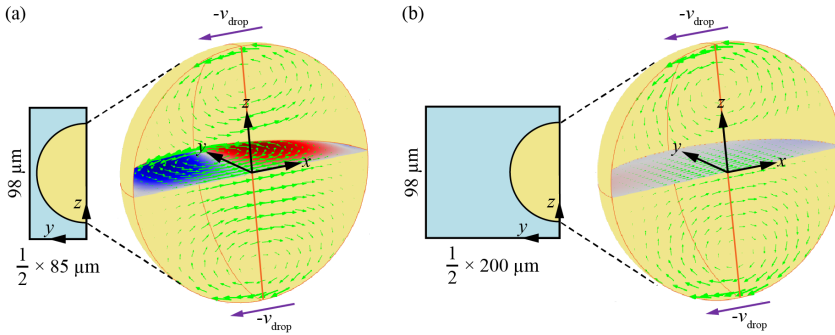 (a)
-v_drop
98 µm
z
y
1/2 × 85 µm
z
y
x
-v_drop
(b)
-v_drop
98 µm
z
y
1/2 × 200 µm
z
y
x
-v_drop